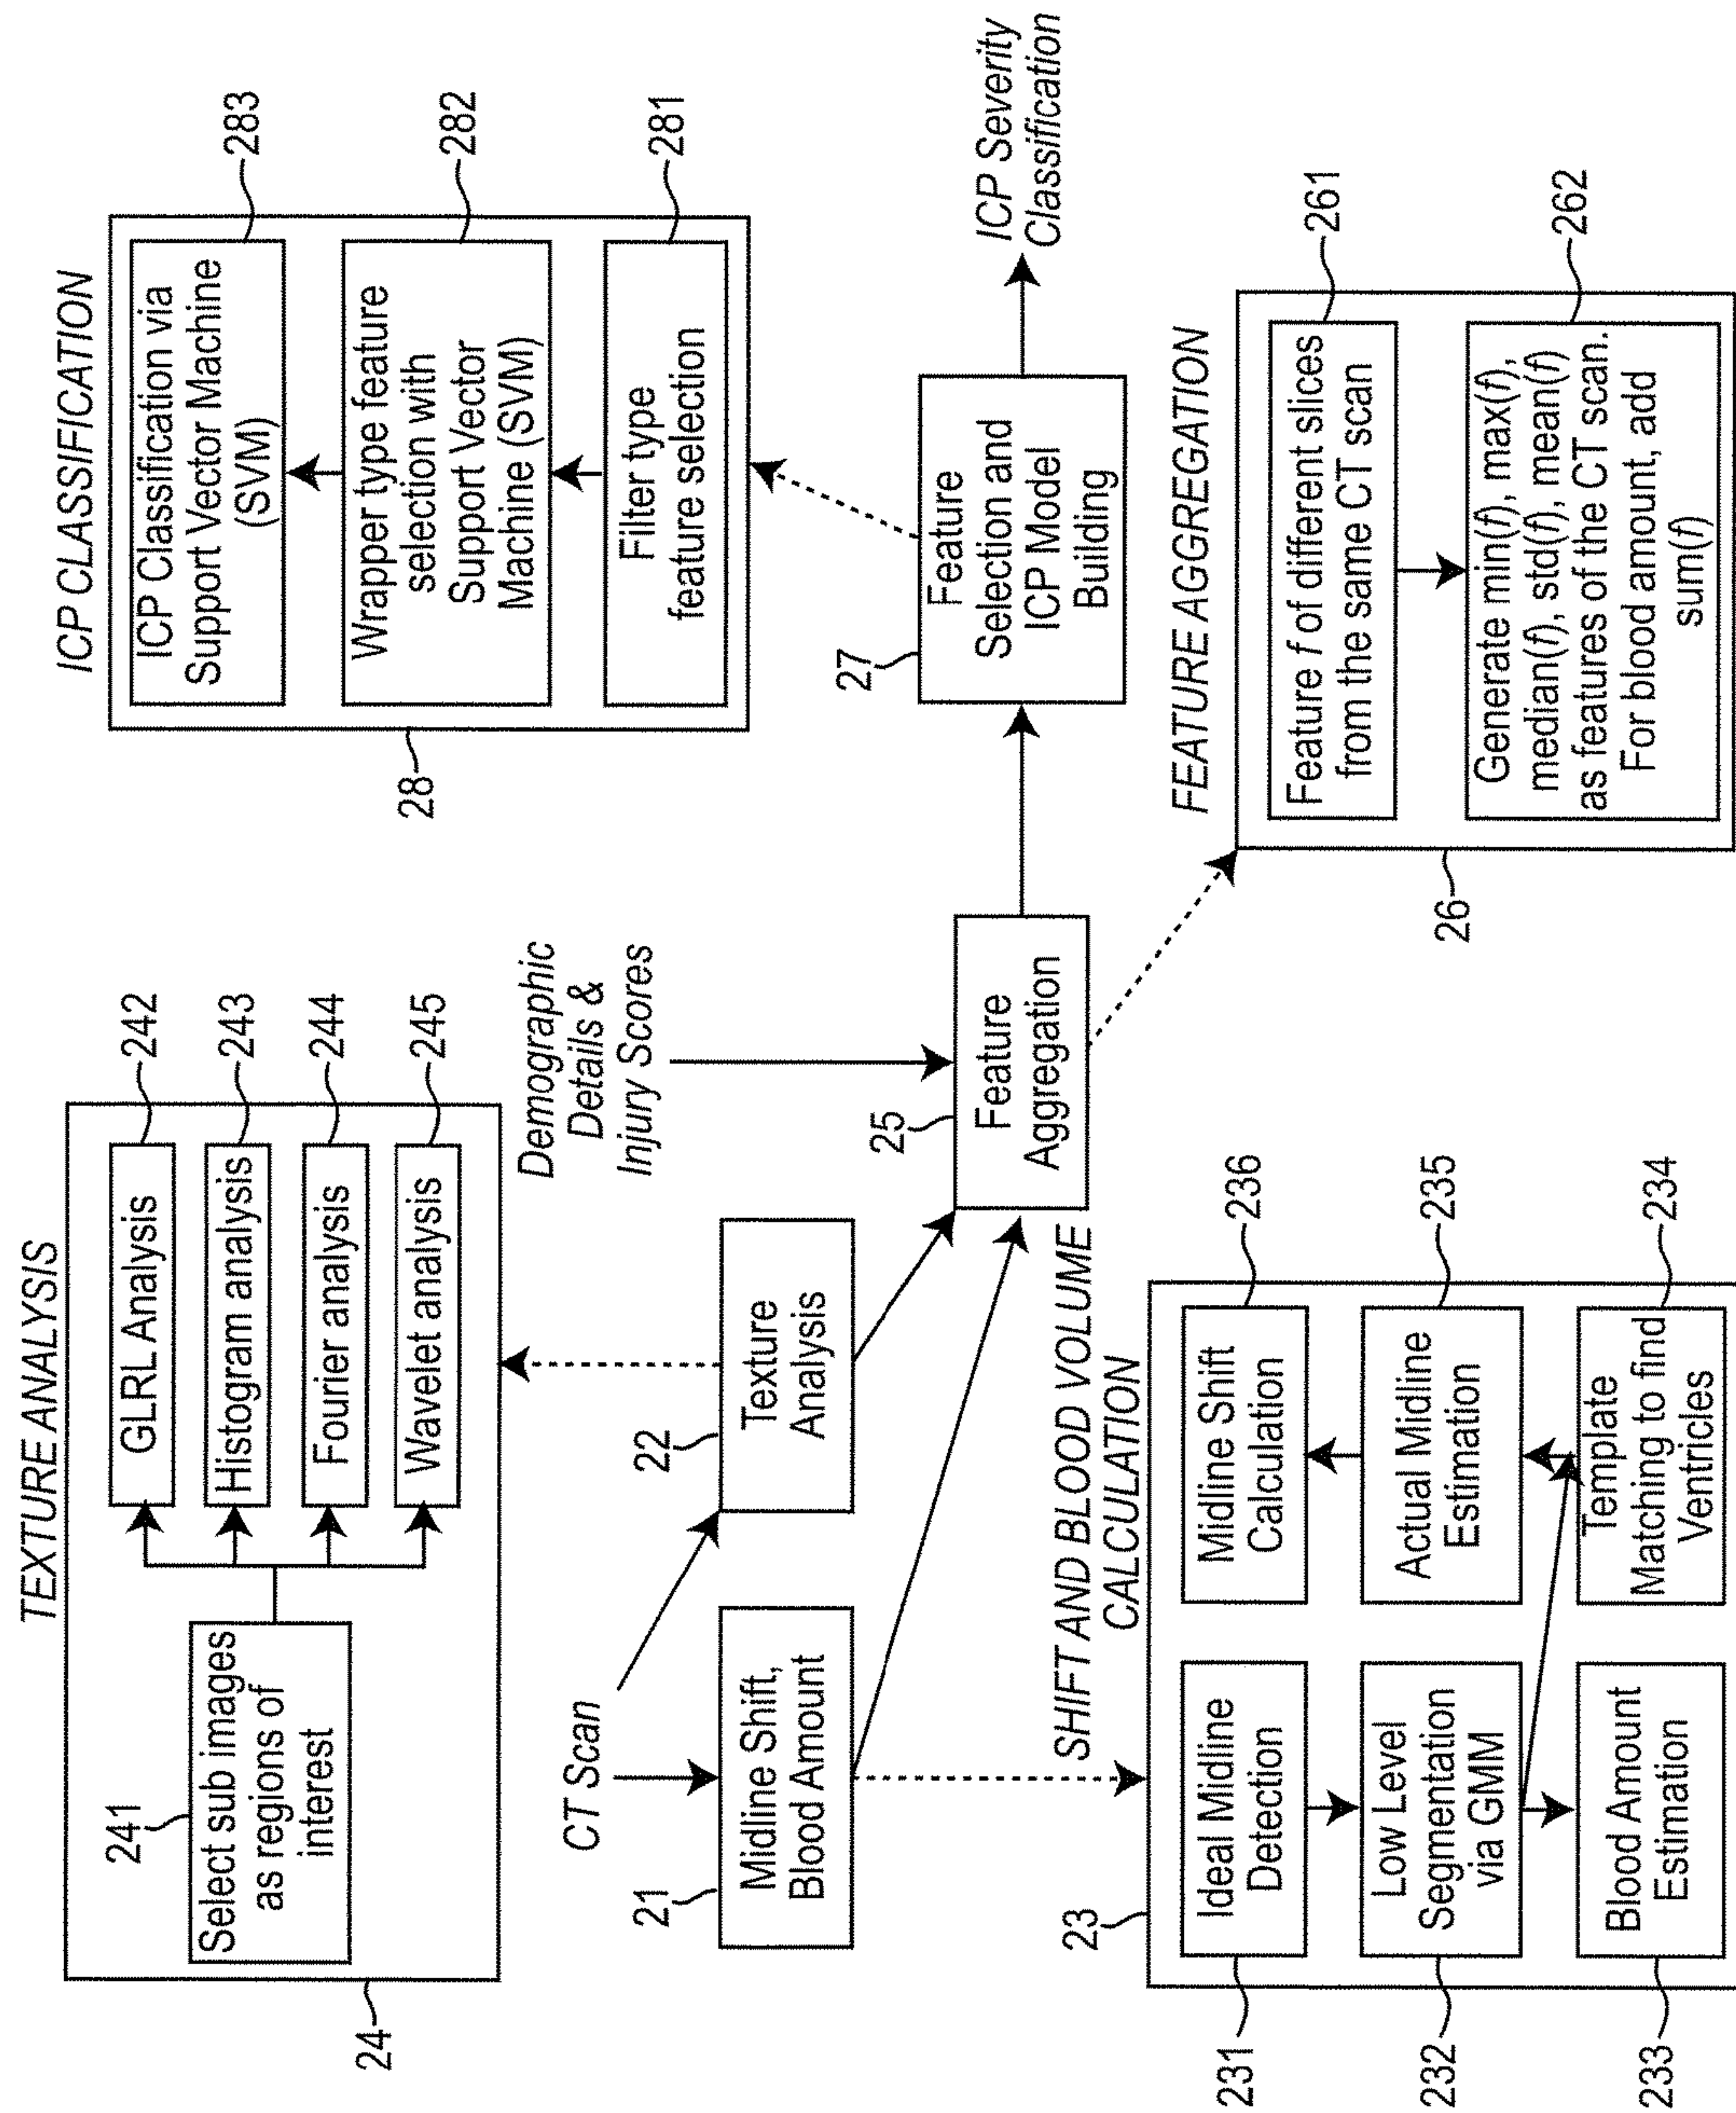 TEXTURE ANALYSIS
24
241
Select sub images
as regions of
interest
GLRL Analysis
242
Histogram analysis
243
Fourier analysis
244
Wavelet analysis
245
ICP CLASSIFICATION
28
ICP Classification via
Support Vector Machine
(SVM)
283
Wrapper type feature
selection with
Support Vector
Machine (SVM)
282
Filter type
feature selection
281
CT Scan
21
Midline Shift,
Blood Amount
22
Texture
Analysis
Demographic
Details &
Injury Scores
25
Feature
Aggregation
27
Feature
Selection and
ICP Model
Building
ICP Severity
Classification
SHIFT AND BLOOD VOLUME
CALCULATION
23
231
Ideal Midline
Detection
232
Low Level
Segmentation
via GMM
233
Blood Amount
Estimation
Midline Shift
Calculation
236
Actual Midline
Estimation
235
Template
Matching to find
Ventricles
234
FEATURE AGGREGATION
26
Feature f of different slices
from the same CT scan
261
Generate min(f), max(f),
median(f), std(f), mean(f)
as features of the CT scan.
For blood amount, add
sum(f)
262